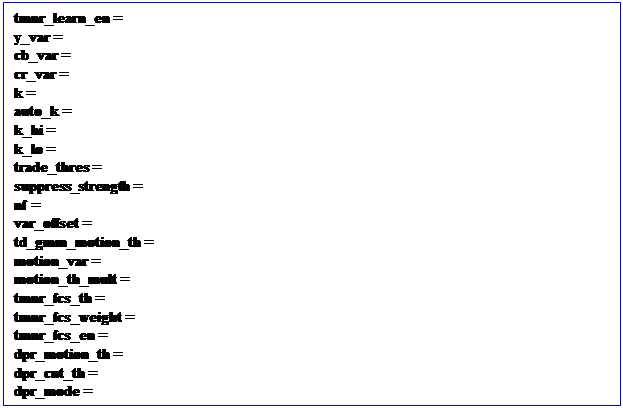 tmnr_learn_en =
y_var =
cb_var =
cr_var =
k =
auto_k =
k_hi =
k_lo =
trade_thres =
suppress_strength =
nf =
var_offset =
td_gmm_motion_th =
motion_var =
motion_th_mult =
tmnr_fcs_th =
tmnr_fcs_weight =
tmnr_fcs_en =
dpr_motion_th =
dpr_cnt_th =
dpr_mode =